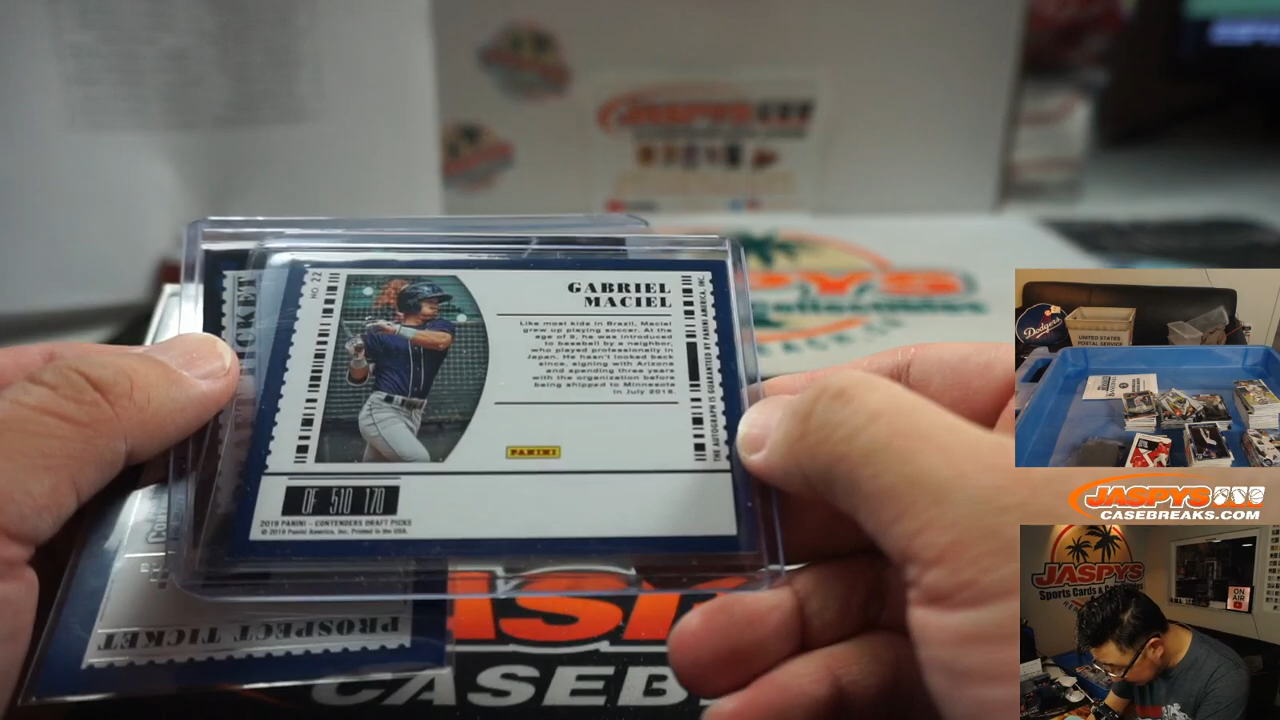 JASPYS
TICKET
NO. 22
GABRIEL
MACIEL
Like most kids in Brazil, Maciel
grew up playing soccer. At the
age of 9, he was introduced
to baseball by a neighbor,
who played professionally in
Japan. He hasn't looked back
since, signing with Arizona
and spending three years
with the organization before
being shipped to Minnesota
in July 2018.
THE AUTOGRAPH IS GUARANTEED BY PANINI AMERICA, INC.
PANINI
OF 510 170
2019 PANINI - CONTENDERS DRAFT PICKS
© 2019 Panini America, Inc. Printed in the USA.
PROSPECT TICKET
CASEB
Dodgers
UNITED STATES
POSTAL SERVICE
JASPYS
CASEBREAKS.COM
JASPYS
Sports Cards &
ON
AIR